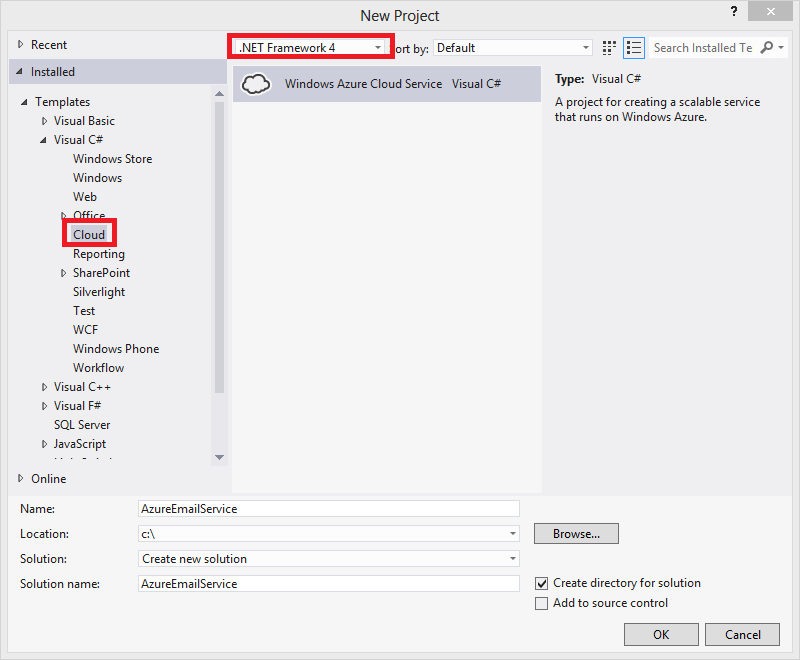 New Project
?
Recent
.NET Framework 4
Sort by:
Default
Search Installed Te
Installed
Templates
Visual Basic
Visual C#
Windows Store
Windows
Web
Office
Cloud
Reporting
SharePoint
Silverlight
Test
WCF
Windows Phone
Workflow
Visual C++
Visual F#
SQL Server
JavaScript
Online
Windows Azure Cloud Service Visual C#
Type: Visual C#
A project for creating a scalable service
that runs on Windows Azure.
Name: AzureEmailService
Location: c:\
Browse...
Solution: Create new solution
Solution name: AzureEmailService
Create directory for solution
Add to source control
OK
Cancel